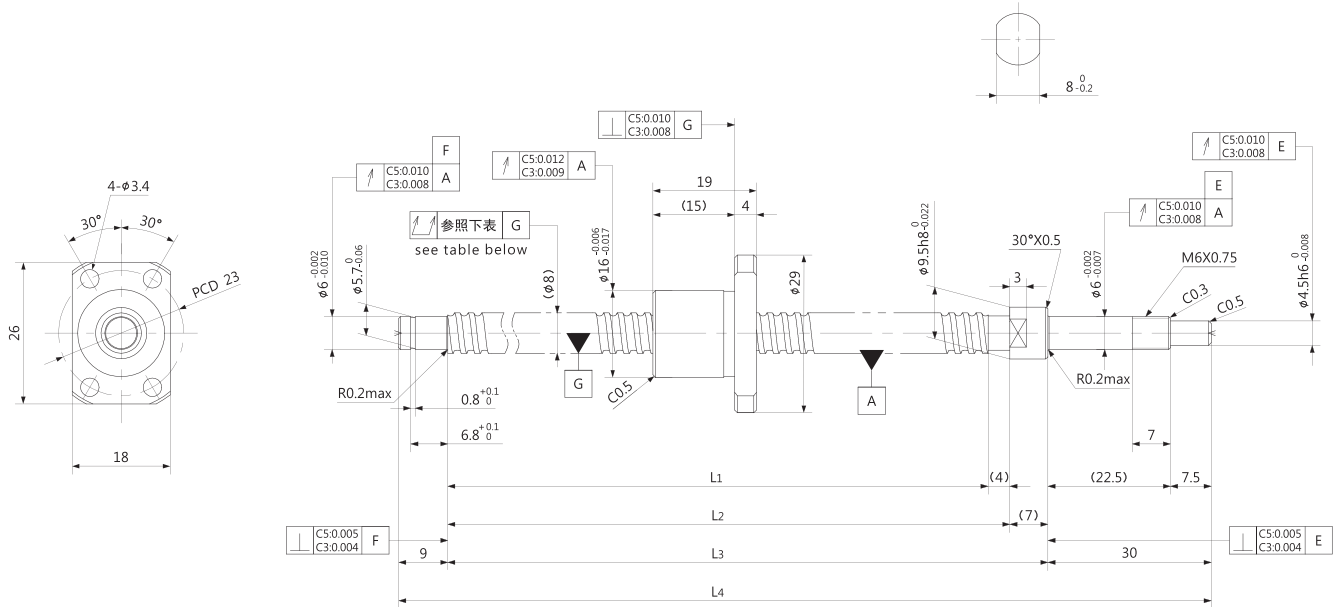 8 0 -0.2
C5:0.010 G
C3:0.008
F
C5:0.010 A
C3:0.008
C5:0.012 A
C3:0.009
C5:0.010 E
C3:0.008
E
C5:0.010 A
C3:0.008
4-φ3.4
30° 30°
PCD 23
26
18
参照下表 G
see table below
19
(15) 4
φ6 -0.002 -0.010
φ5.7 0 -0.06
(φ8)
φ16 -0.006 -0.017
φ29
φ9.5h8 0 -0.022
30°X0.5
3
φ6 -0.002 -0.007
M6X0.75
C0.3
C0.5
φ4.5h6 0 -0.008
R0.2max
G
C0.5
A
R0.2max
0.8 +0.1 0
6.8 +0.1 0
7
L1 (4) (22.5) 7.5
L2 (7)
C5:0.005 F
C3:0.004
C5:0.005 E
C3:0.004
9 L3 30
L4